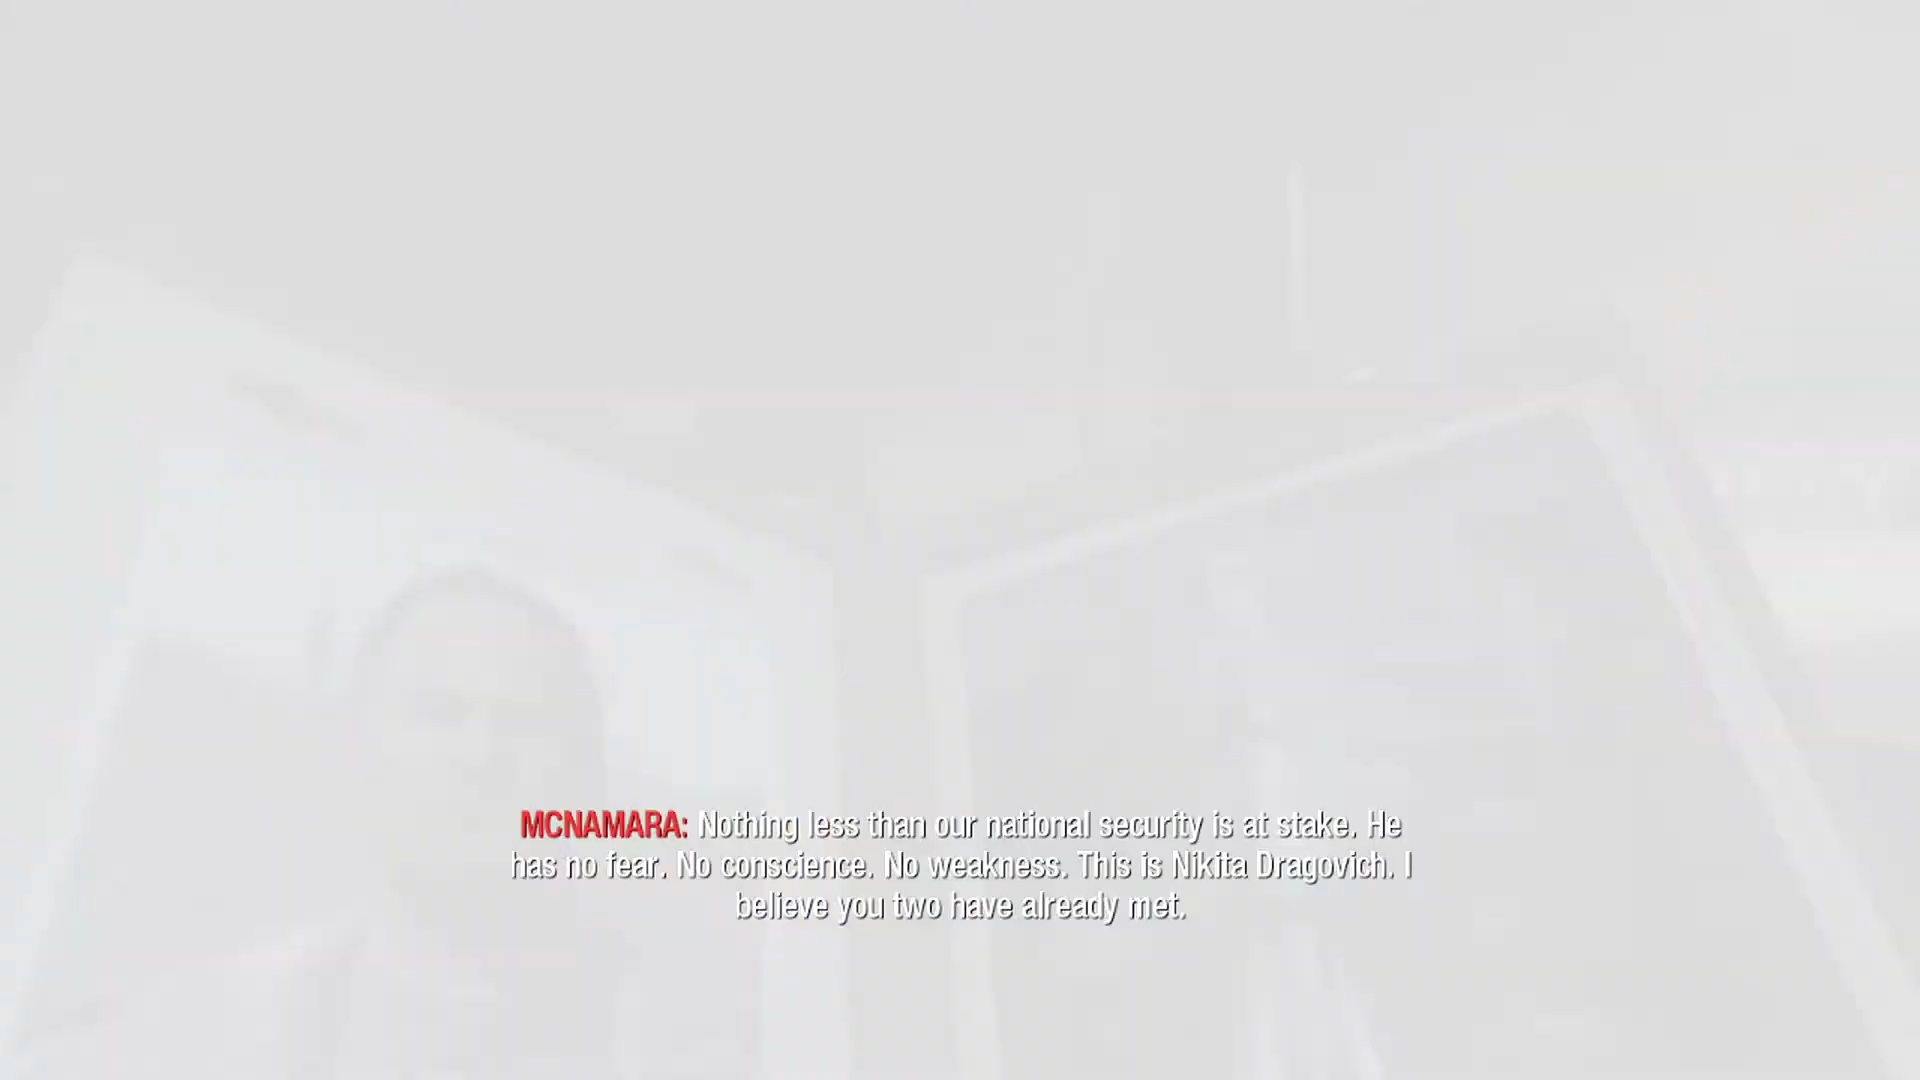 MCNAMARA: Nothing less than our national security is at stake. He
has no fear. No conscience. No weakness. This is Nikita Dragovich. I
believe you two have already met.